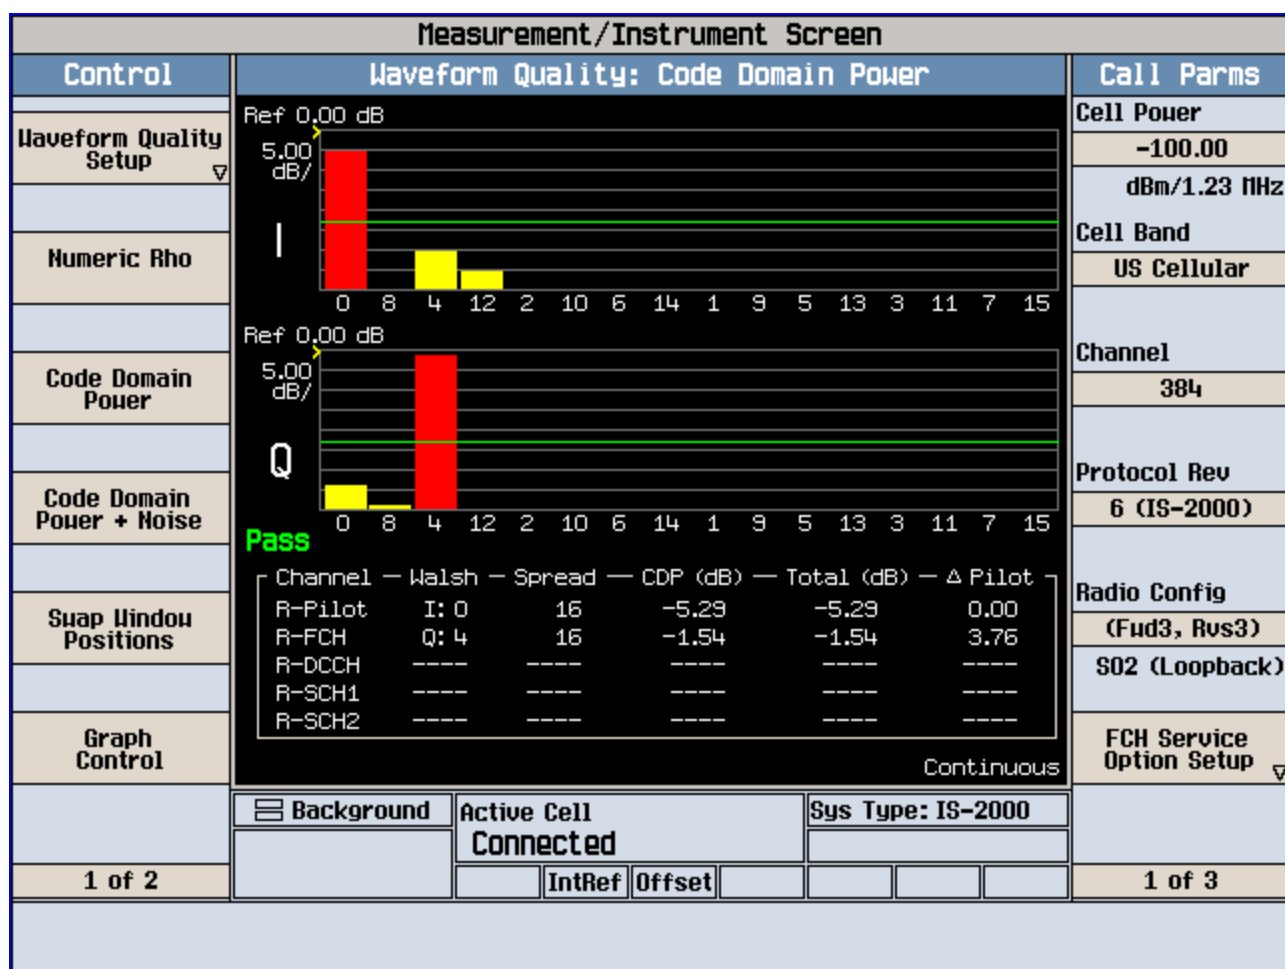 Measurement/Instrument Screen
Control
Waveform Quality
Setup
Numeric Rho
Code Domain
Power
Code Domain
Power + Noise
Swap Window
Positions
Graph
Control
1 of 2
Waveform Quality: Code Domain Power
Ref 0.00 dB
5.00
dB/
I
0 8 4 12 2 10 6 14 1 9 5 13 3 11 7 15
Ref 0.00 dB
5.00
dB/
Q
0 8 4 12 2 10 6 14 1 9 5 13 3 11 7 15
Pass
Channel Walsh Spread CDP (dB) Total (dB) Δ Pilot
R-Pilot I: 0 16 -5.29 -5.29 0.00
R-FCH Q: 4 16 -1.54 -1.54 3.76
R-DCCH ---- ---- ---- ---- ----
R-SCH1 ---- ---- ---- ---- ----
R-SCH2 ---- ---- ---- ---- ----
Continuous
Background
Active Cell
Connected
Sys Type: IS-2000
IntRef Offset
Call Parms
Cell Power
-100.00
dBm/1.23 MHz
Cell Band
US Cellular
Channel
384
Protocol Rev
6 (IS-2000)
Radio Config
(Fwd3, Rvs3)
SO2 (Loopback)
FCH Service
Option Setup
1 of 3